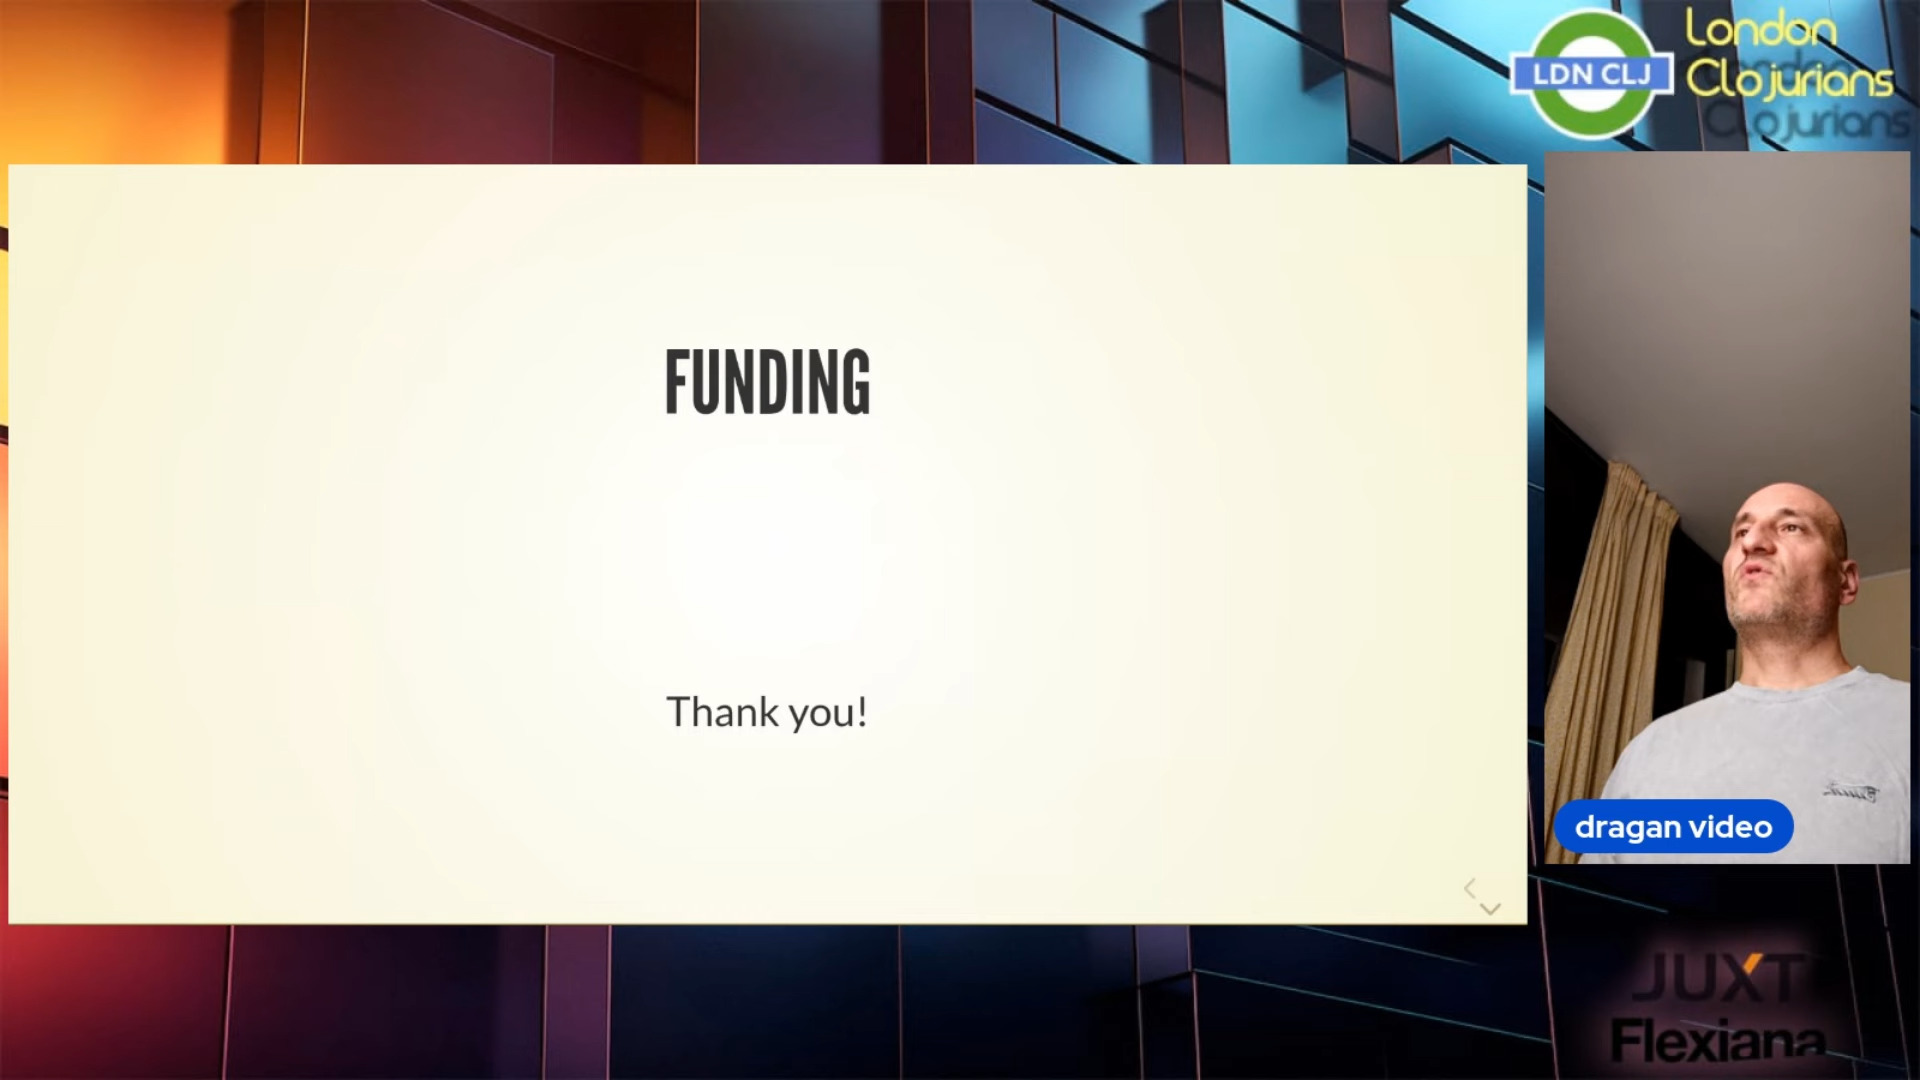 LDN CLJ
London
Clojurians
FUNDING
Thank you!
dragan video
JUXT
Flexiana